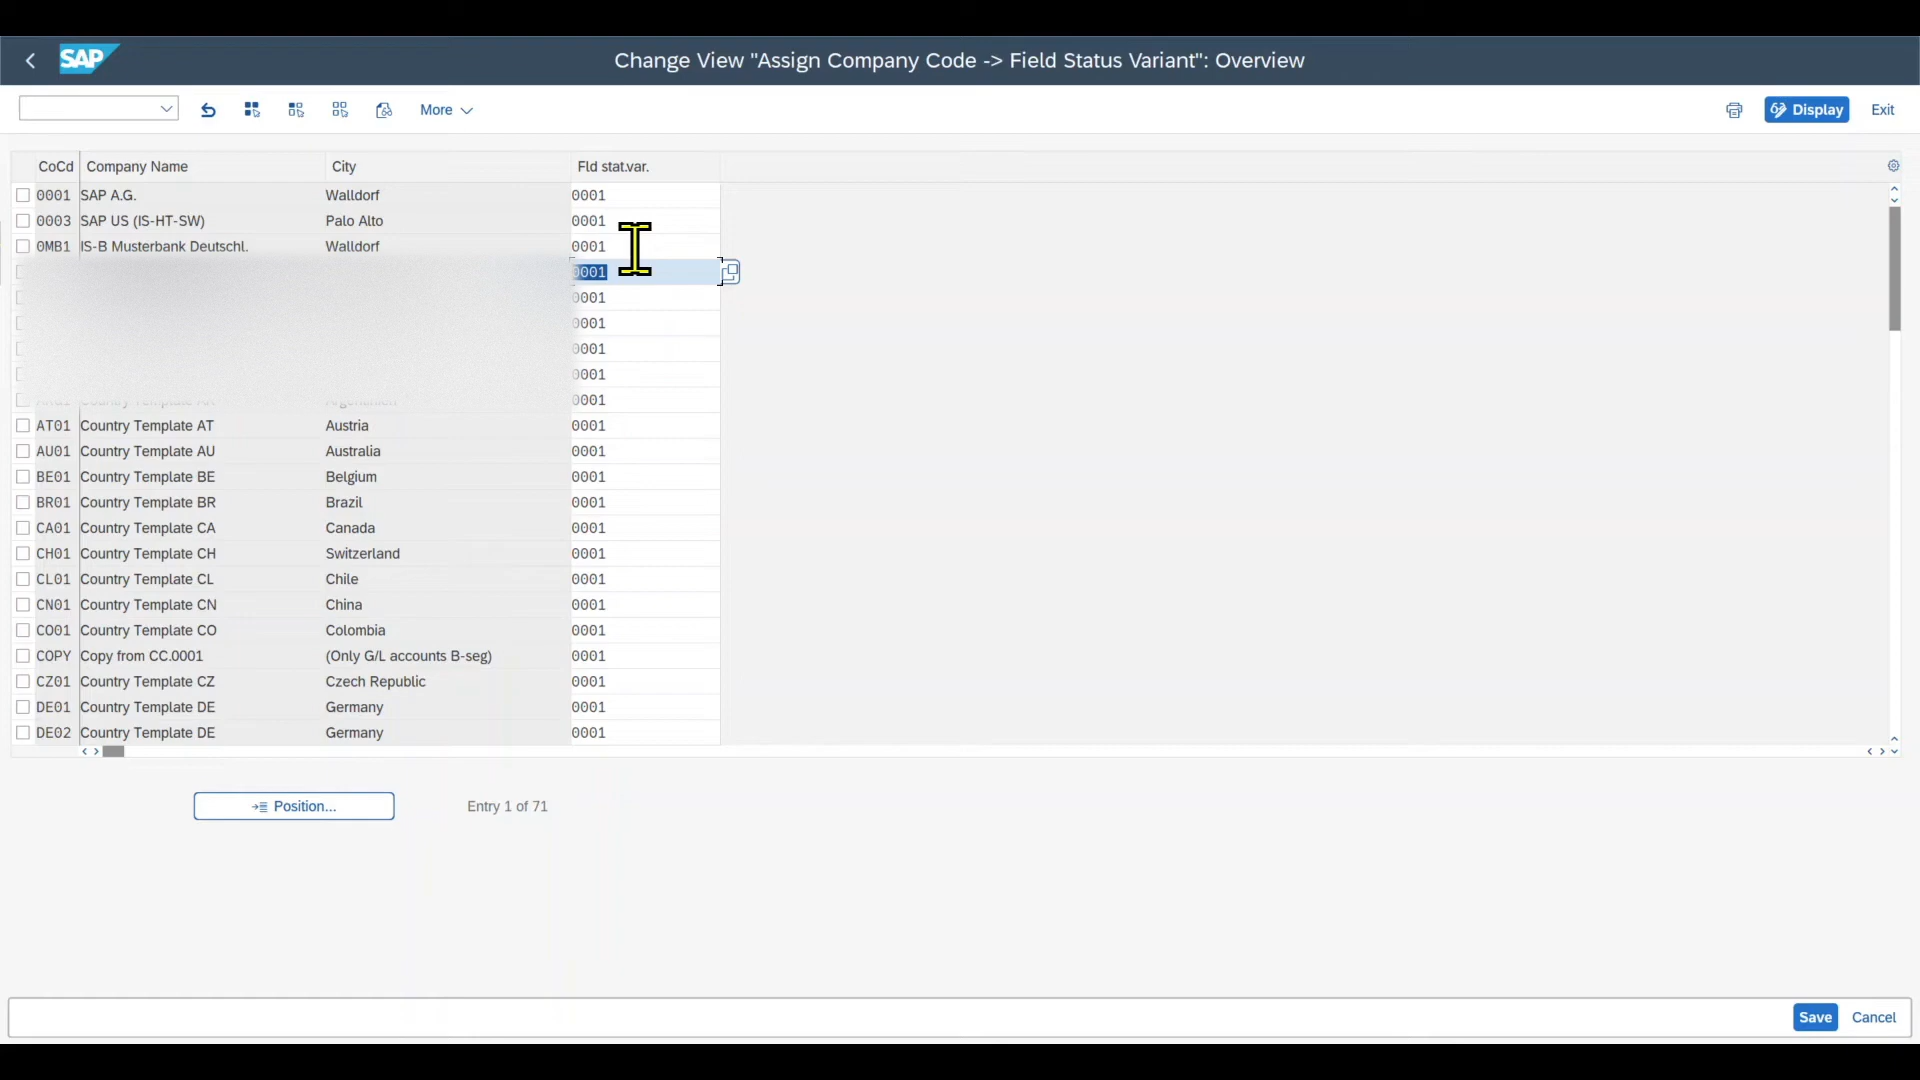 SAP
Change View "Assign Company Code -> Field Status Variant": Overview
More
Display
Exit
CoCd Company Name City Fld stat.var.
0001 SAP A.G. Walldorf 0001
0003 SAP US (IS-HT-SW) Palo Alto 0001
0MB1 IS-B Musterbank Deutschl. Walldorf 0001
0001
0001
0001
0001
0001
0001
AT01 Country Template AT Austria 0001
AU01 Country Template AU Australia 0001
BE01 Country Template BE Belgium 0001
BR01 Country Template BR Brazil 0001
CA01 Country Template CA Canada 0001
CH01 Country Template CH Switzerland 0001
CL01 Country Template CL Chile 0001
CN01 Country Template CN China 0001
CO01 Country Template CO Colombia 0001
COPY Copy from CC.0001 (Only G/L accounts B-seg) 0001
CZ01 Country Template CZ Czech Republic 0001
DE01 Country Template DE Germany 0001
DE02 Country Template DE Germany 0001
Position...
Entry 1 of 71
Save
Cancel